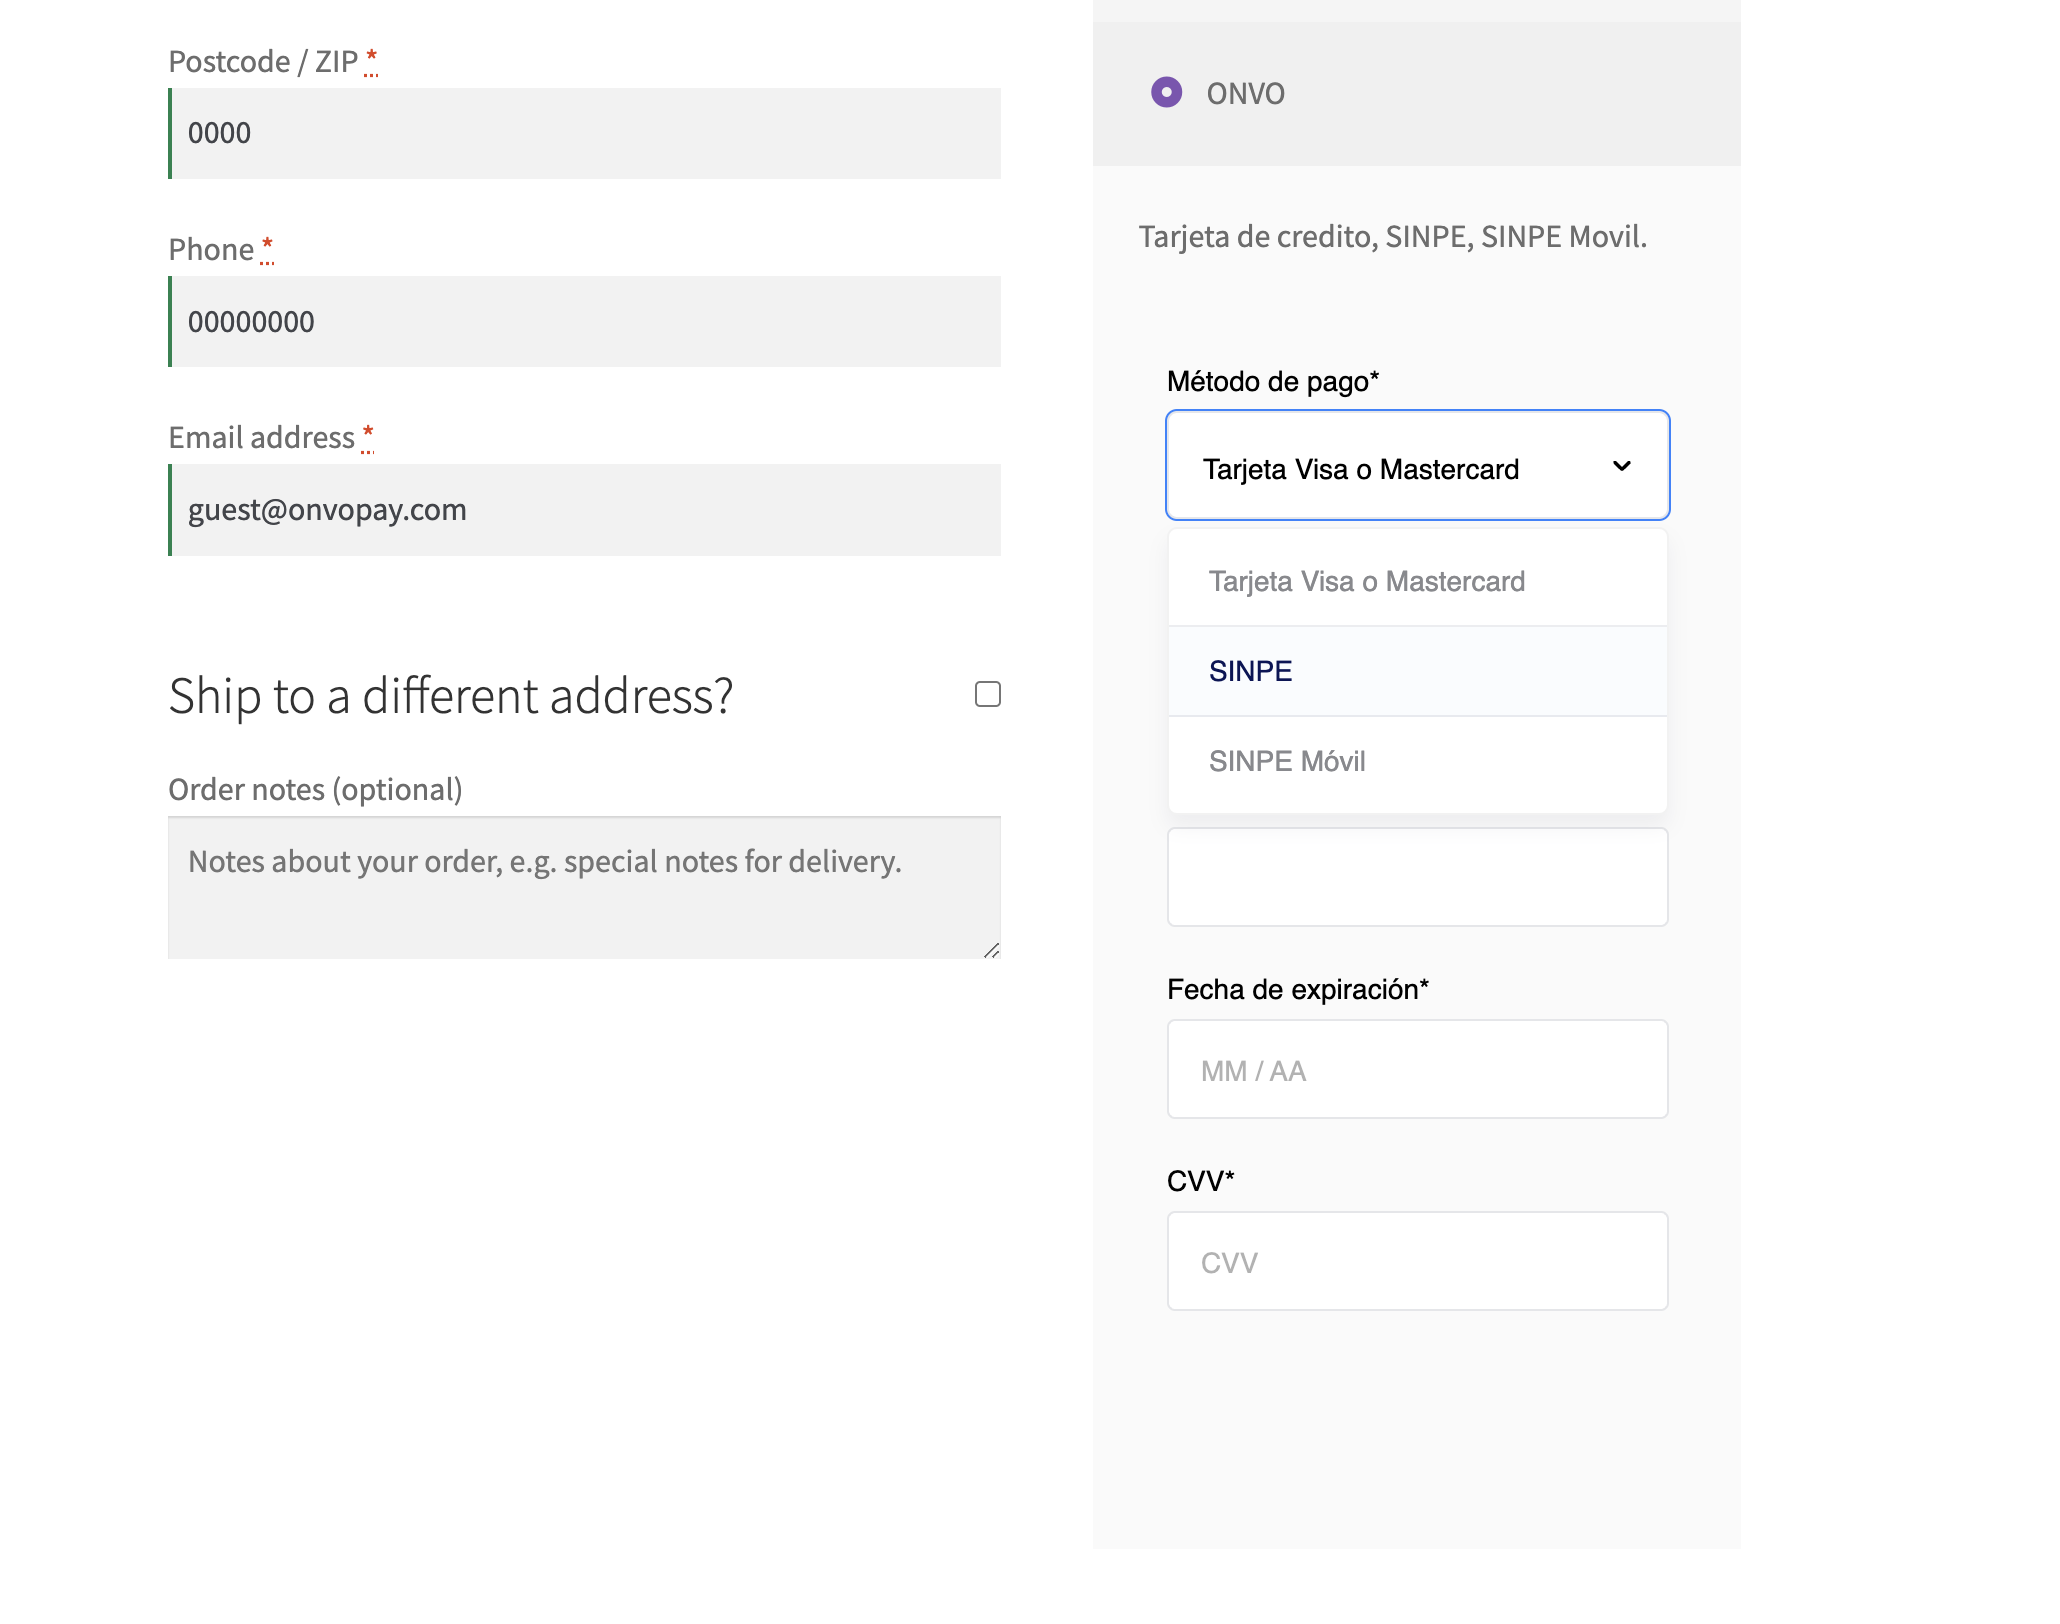 Postcode / ZIP *
0000
Phone *
00000000
Email address *
guest@onvopay.com
Ship to a different address?
Order notes (optional)
Notes about your order, e.g. special notes for delivery.
ONVO
Tarjeta de credito, SINPE, SINPE Movil.
Método de pago*
Tarjeta Visa o Mastercard
Tarjeta Visa o Mastercard
SINPE
SINPE Móvil
Fecha de expiración*
MM / AA
CVV*
CVV